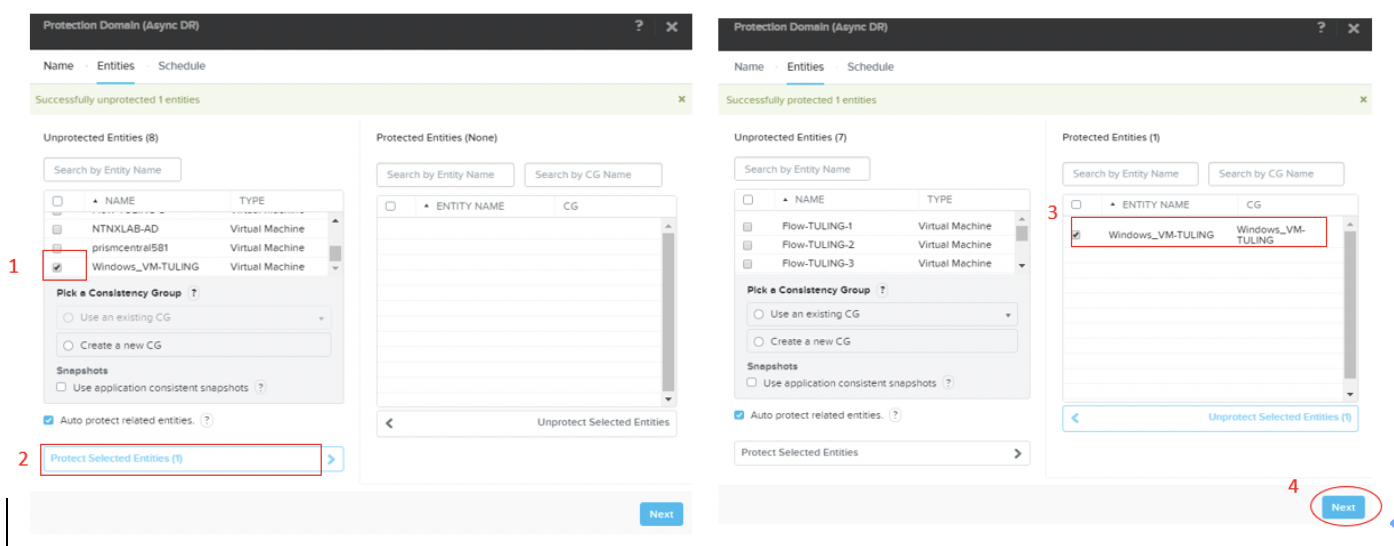 Protection Domain (Async DR) ? ×
Name · Entities · Schedule
Successfully unprotected 1 entities ×
Unprotected Entities (8)
Search by Entity Name
NAME TYPE
NTNXLAB-AD Virtual Machine
prismcentral581 Virtual Machine
1 Windows_VM-TULING Virtual Machine
Pick a Consistency Group ?
Use an existing CG
Create a new CG
Snapshots
Use application consistent snapshots ?
Auto protect related entities. ?
2 Protect Selected Entities (1)
Protected Entities (None)
Search by Entity Name Search by CG Name
ENTITY NAME CG
Unprotect Selected Entities
Next
Protection Domain (Async DR) ? ×
Name · Entities · Schedule
Successfully protected 1 entities ×
Unprotected Entities (7)
Search by Entity Name
NAME TYPE
Flow-TULING-1 Virtual Machine
Flow-TULING-2 Virtual Machine
Flow-TULING-3 Virtual Machine
Pick a Consistency Group ?
Use an existing CG
Create a new CG
Snapshots
Use application consistent snapshots ?
Auto protect related entities. ?
Protect Selected Entities
Protected Entities (1)
Search by Entity Name Search by CG Name
ENTITY NAME CG
3 Windows_VM-TULING Windows_VM-
TULING
Unprotect Selected Entities (1)
4
Next